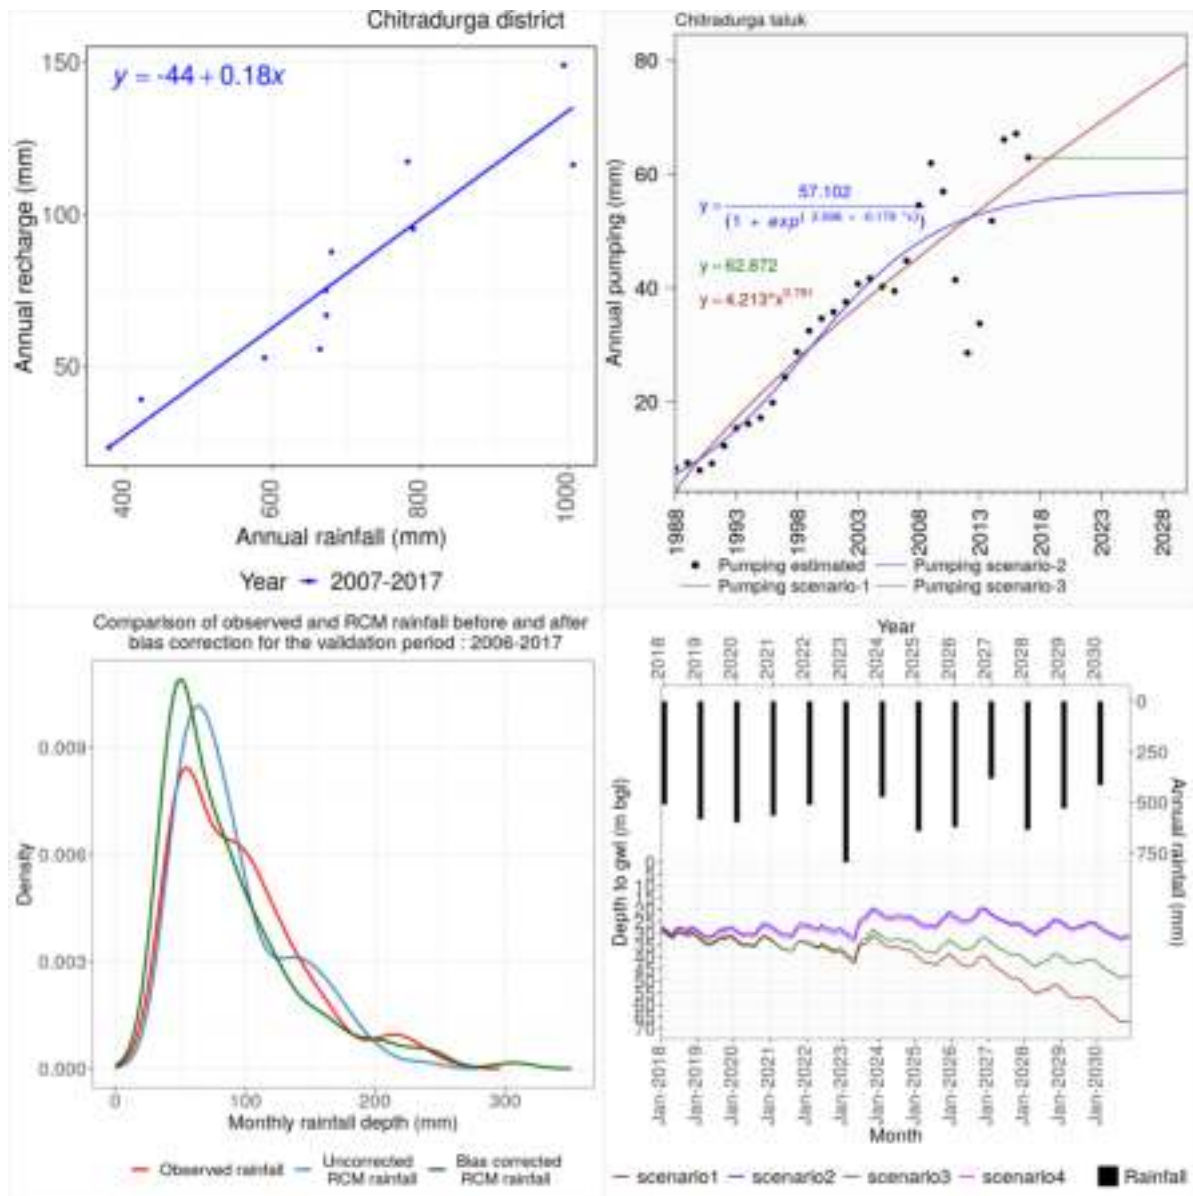 Chitradurga district
y = -44 + 0.18x
Annual recharge (mm)
150
100
50
400
600
800
1000
Annual rainfall (mm)
Year 2007-2017
Chitradurga taluk
Annual pumping (mm)
80
60
40
20
57.102
y =
(1 + exp
y = 62.872
y = 4.213*x
1988
1993
1998
2003
2008
2013
2018
2023
2028
Pumping estimated Pumping scenario-2
Pumping scenario-1 Pumping scenario-3
Comparison of observed and RCM rainfall before and after
bias correction for the validation period : 2006-2017
Density
0.009
0.006
0.003
0.000
0
100
200
300
Monthly rainfall depth (mm)
Observed rainfall Uncorrected RCM rainfall Bias corrected RCM rainfall
Year
2018
2019
2020
2021
2022
2023
2024
2025
2026
2027
2028
2029
2030
Depth to gwl (m bgl)
0
0
250
500
750
Annual rainfall (mm)
Jan-2018
Jan-2019
Jan-2020
Jan-2021
Jan-2022
Jan-2023
Jan-2024
Jan-2025
Jan-2026
Jan-2027
Jan-2028
Jan-2029
Jan-2030
Month
scenario1 scenario2 scenario3 scenario4 Rainfall